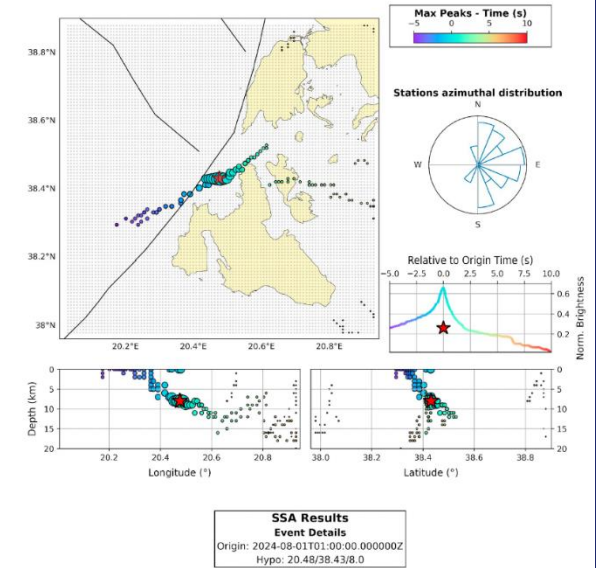 Max Peaks - Time (s)
−5 0 5 10
38.8°N
38.6°N
38.4°N
38.2°N
38°N
20.2°E 20.4°E 20.6°E 20.8°E
Stations azimuthal distribution
N
W E
S
Relative to Origin Time (s)
−5.0 −2.5 0.0 2.5 5.0 7.5 10.0
0.6
0.4
0.2
Norm. Brightness
Depth (km)
0
5
10
15
20
20.2 20.4 20.6 20.8
Longitude (°)
0
5
10
15
20
38.0 38.2 38.4 38.6 38.8
Latitude (°)
SSA Results
Event Details
Origin: 2024-08-01T01:00:00.000000Z
Hypo: 20.48/38.43/8.0